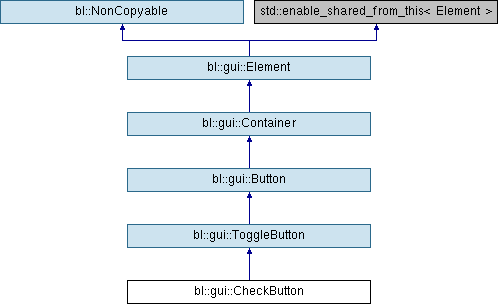 bl::NonCopyable
std::enable_shared_from_this< Element >
bl::gui::Element
bl::gui::Container
bl::gui::Button
bl::gui::ToggleButton
bl::gui::CheckButton